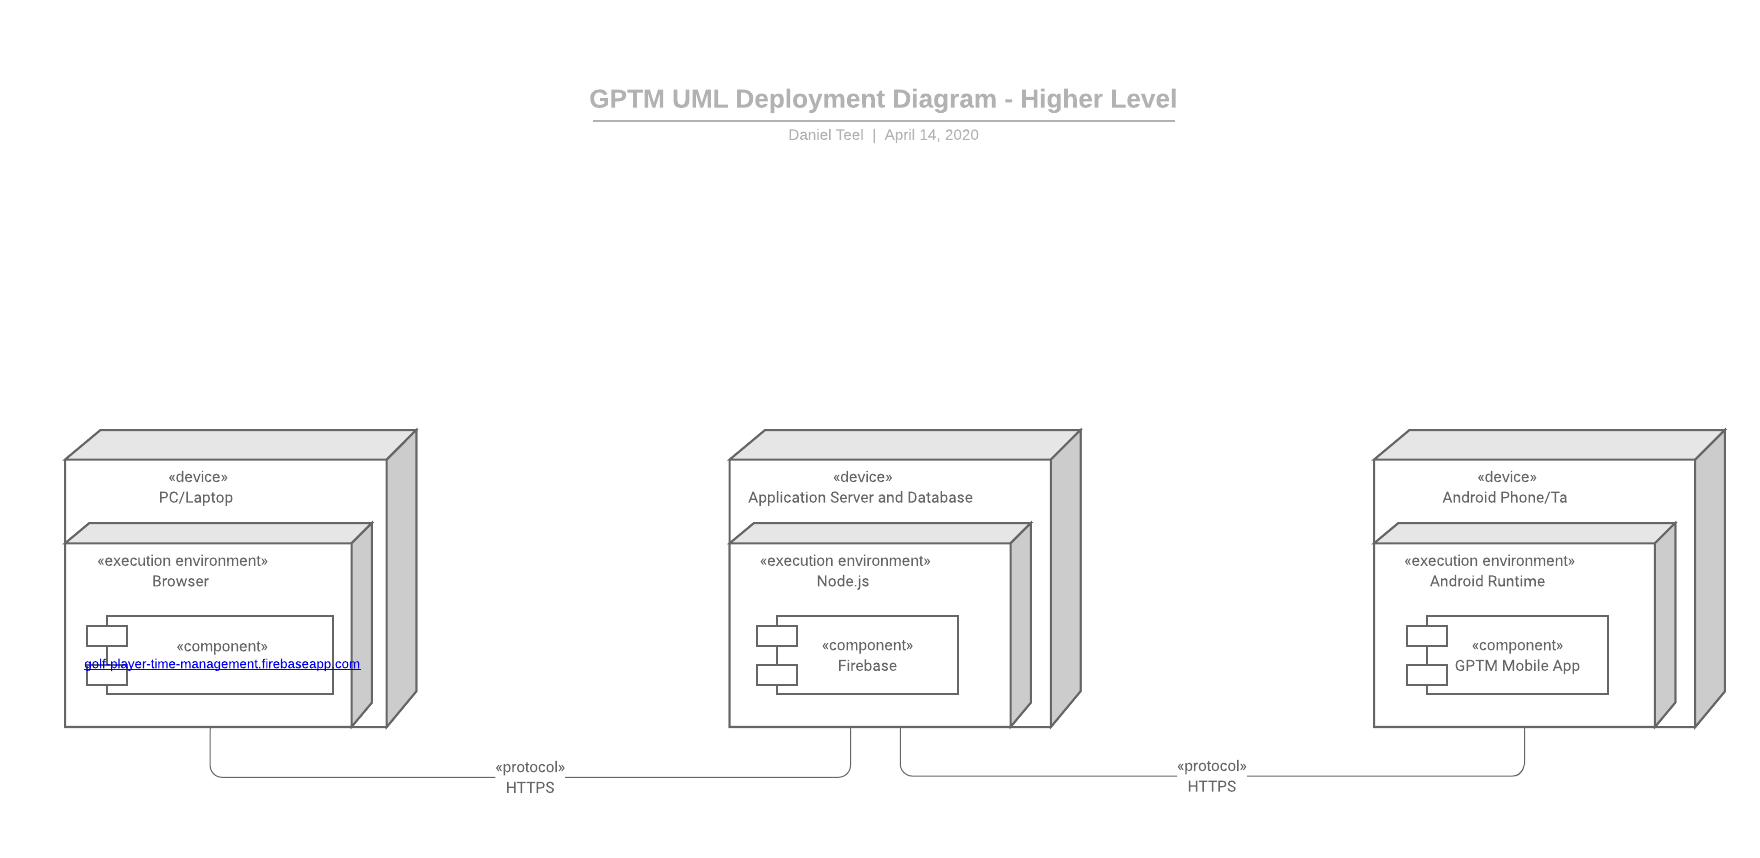 GPTM UML Deployment Diagram - Higher Level
Daniel Teel | April 14, 2020
«device»
PC/Laptop
«execution environment»
Browser
«component»
golf-player-time-management.firebaseapp.com
«device»
Application Server and Database
«execution environment»
Node.js
«component»
Firebase
«device»
Android Phone/Ta
«execution environment»
Android Runtime
«component»
GPTM Mobile App
«protocol»
HTTPS
«protocol»
HTTPS